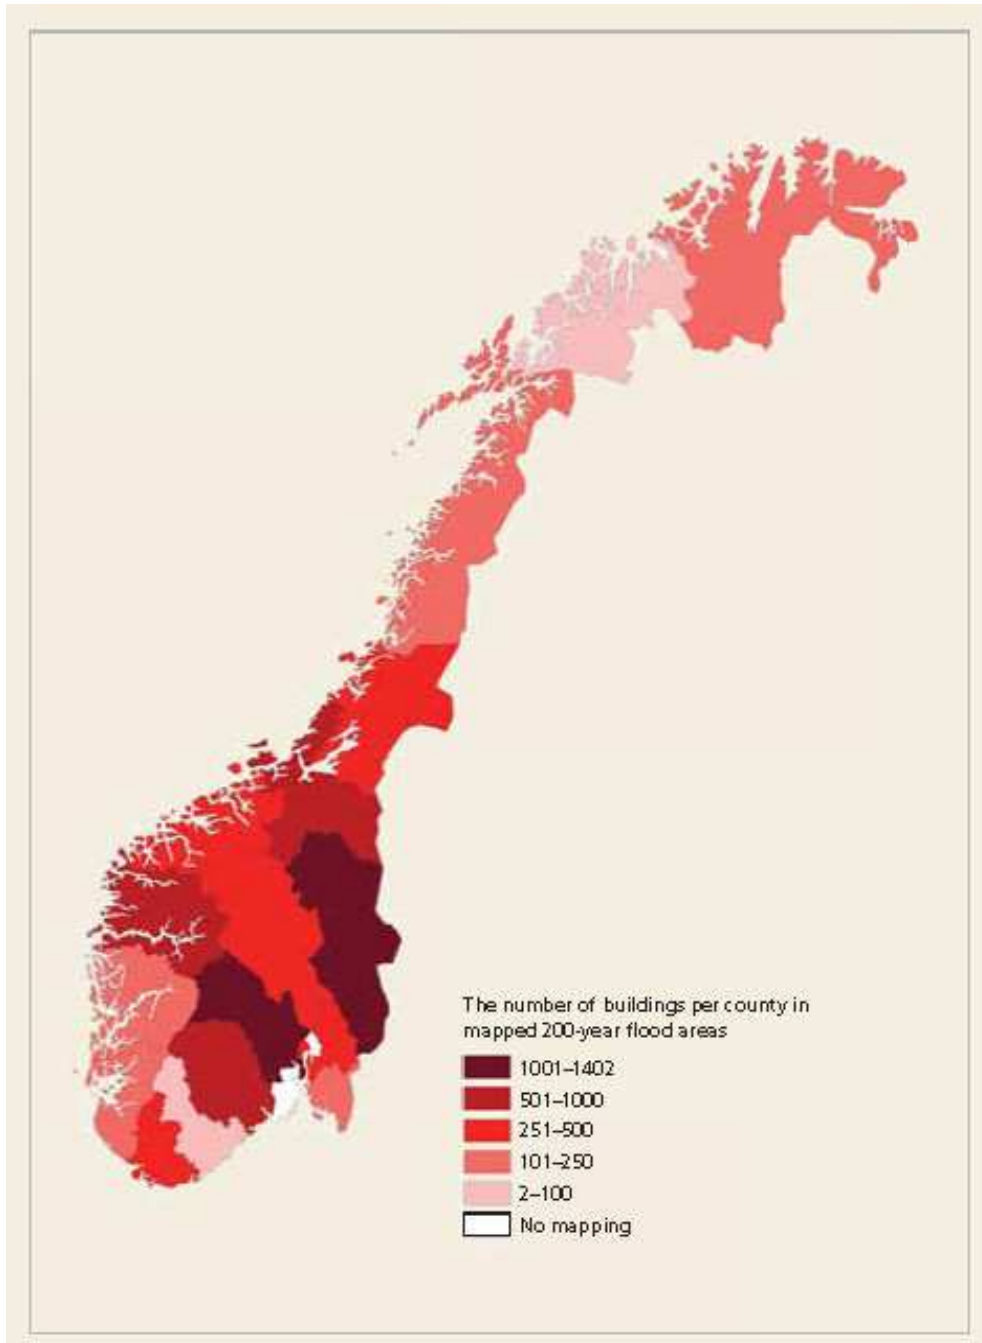 The number of buildings per county in
mapped 200-year flood areas
1001–1402
501–1000
251–500
101–250
2–100
No mapping